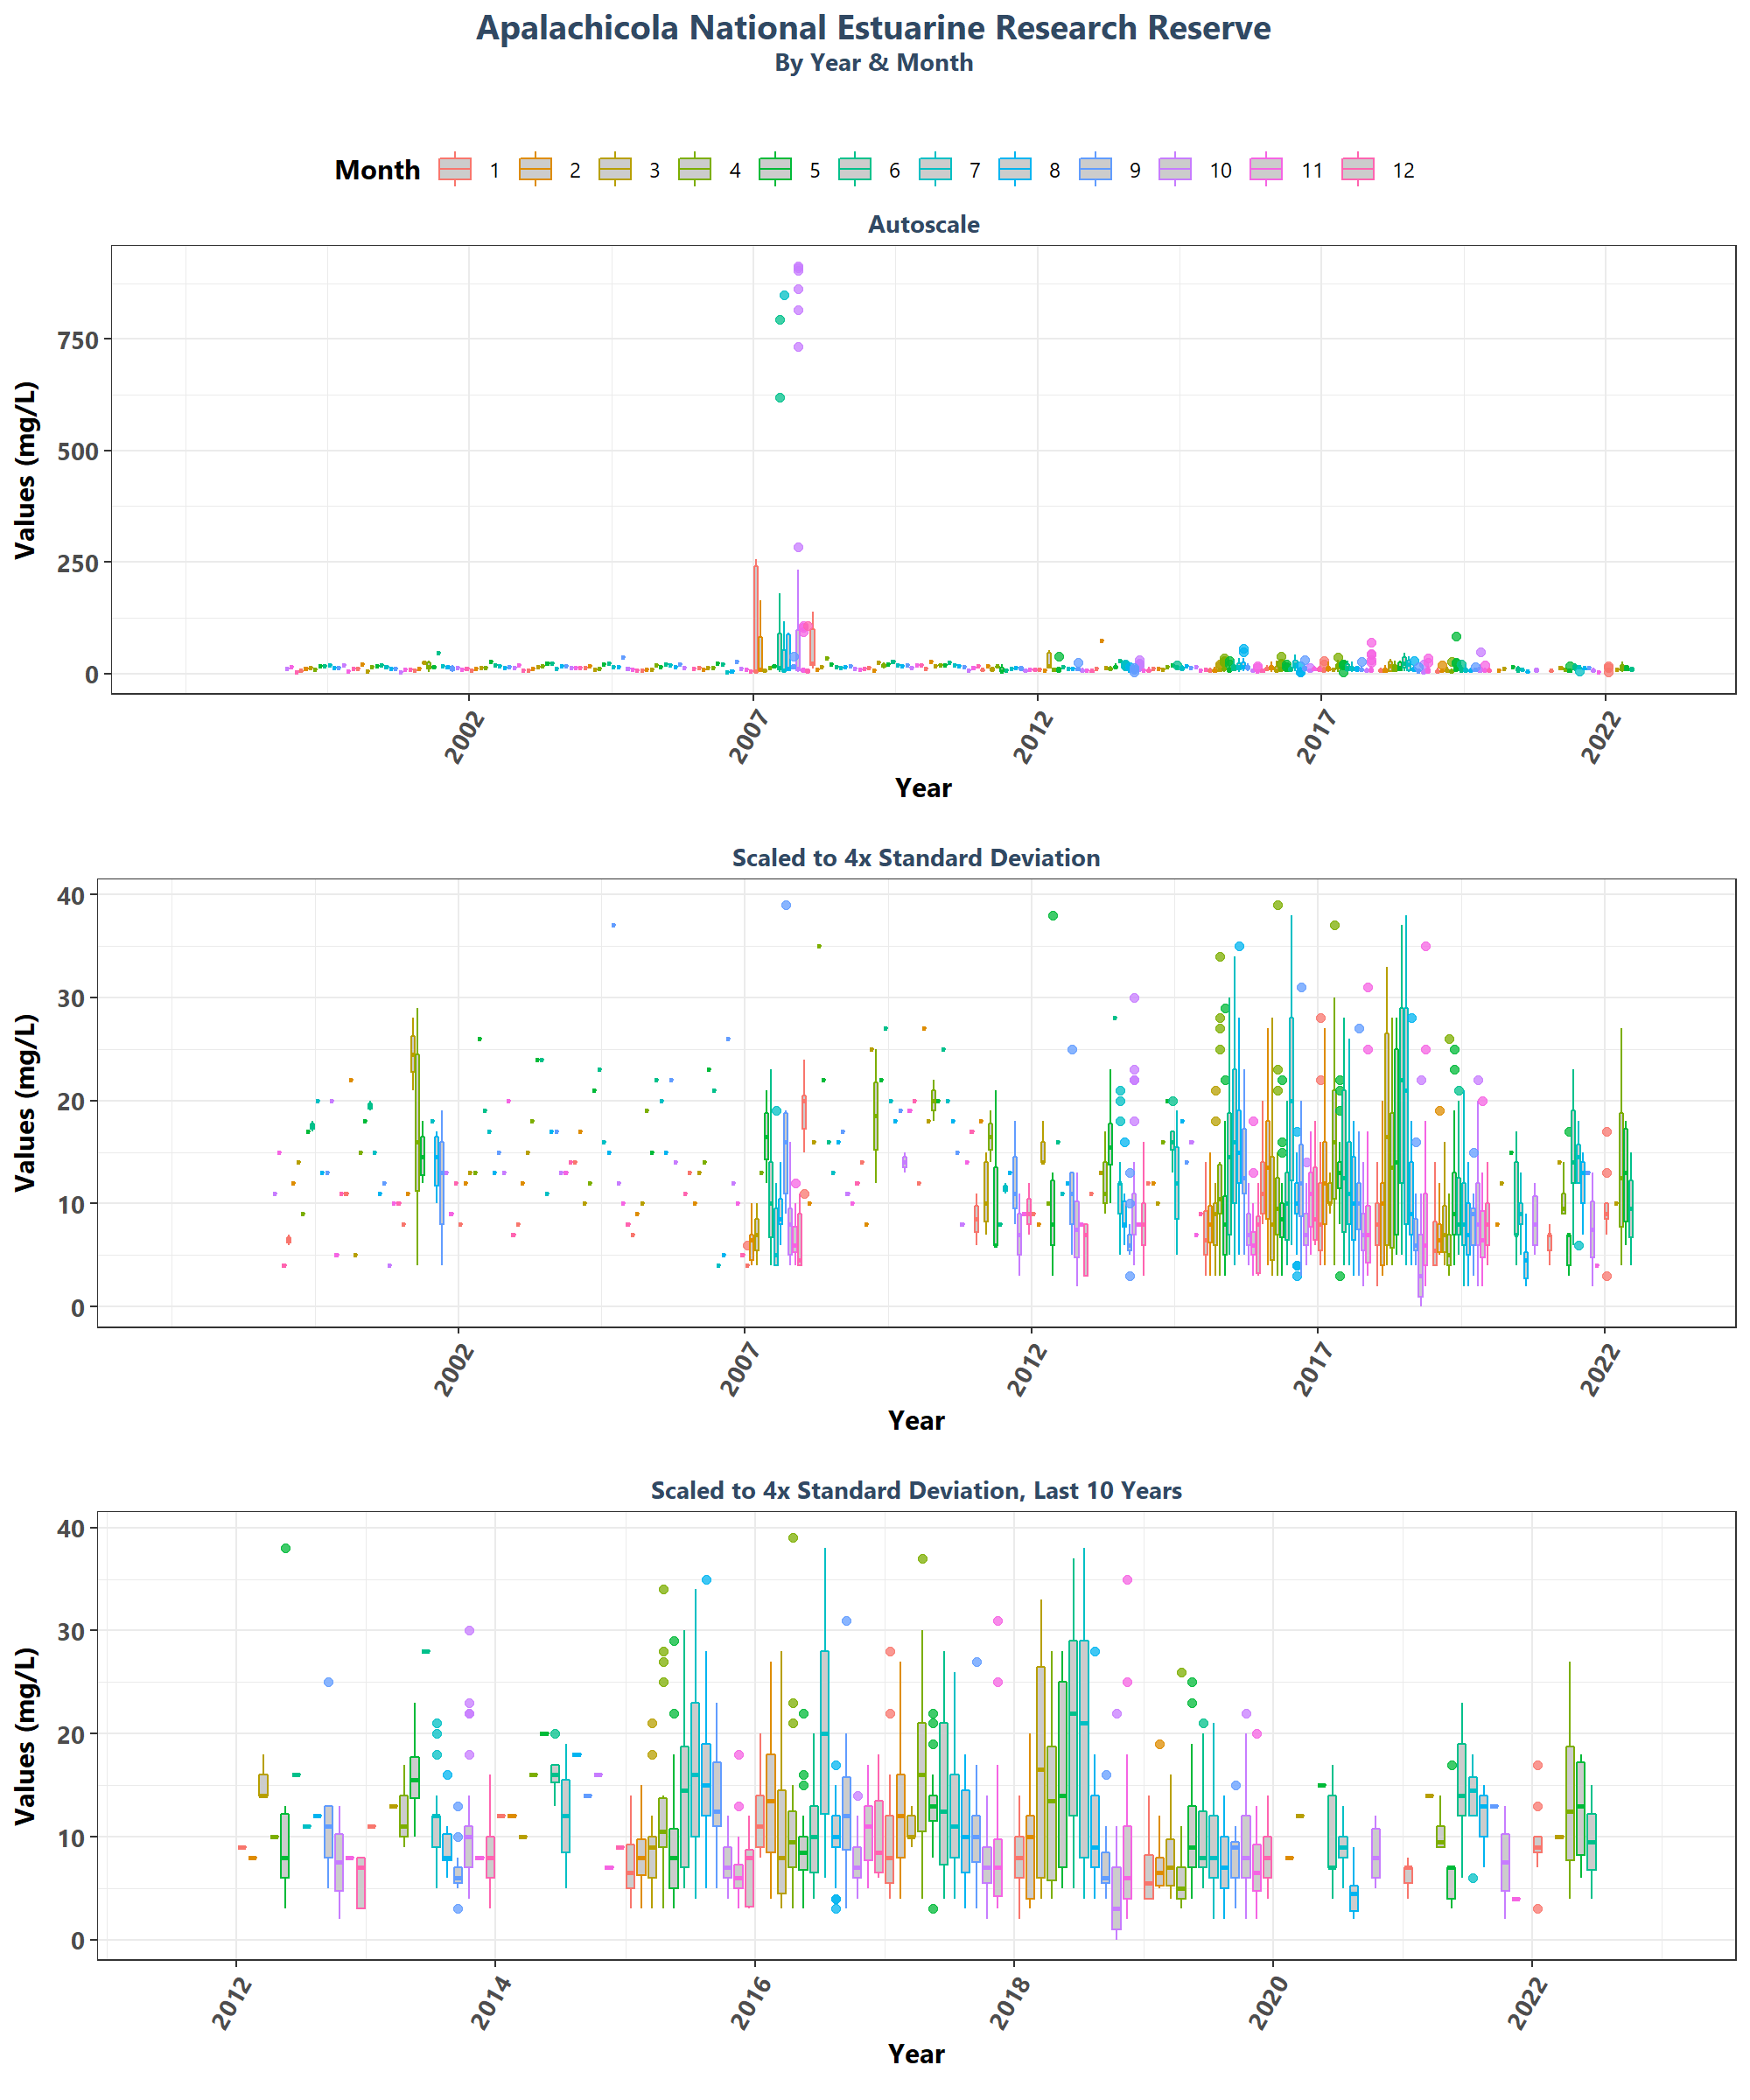 Apalachicola National Estuarine Research Reserve
By Year & Month
Month 1 2 3 4 5 6 7 8 9 10 11 12
Autoscale
Values (mg/L)
750
500
250
0
2002 2007 2012 2017 2022
Year
Scaled to 4x Standard Deviation
Values (mg/L)
40
30
20
10
0
2002 2007 2012 2017 2022
Year
Scaled to 4x Standard Deviation, Last 10 Years
Values (mg/L)
40
30
20
10
0
2012 2014 2016 2018 2020 2022
Year